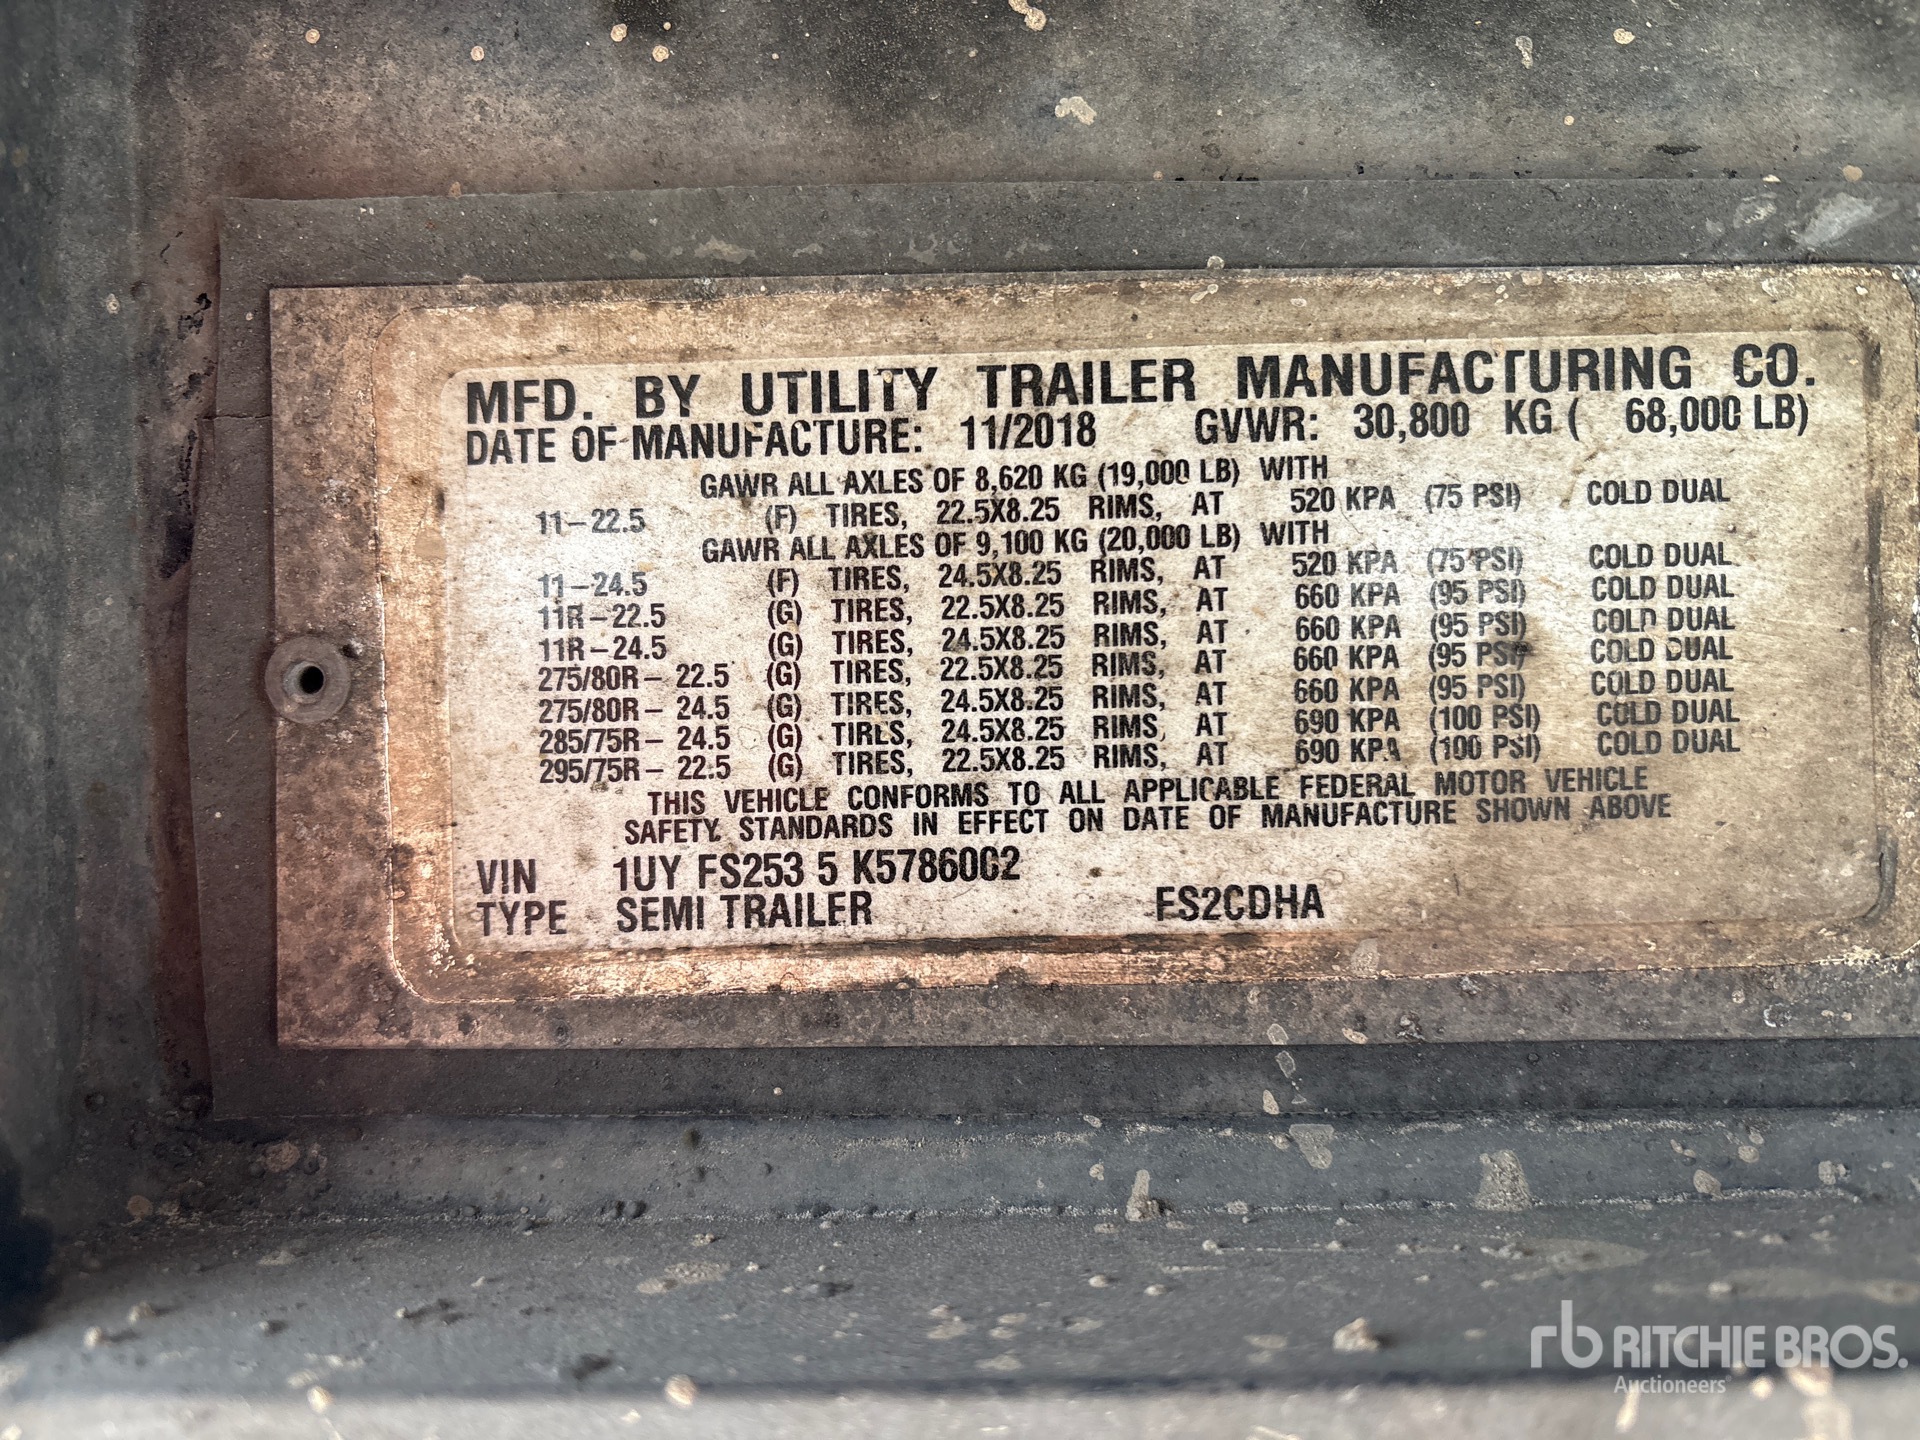 MFD. BY UTILITY TRAILER MANUFACTURING CO.
DATE OF MANUFACTURE: 11/2018 GVWR: 30,800 KG ( 68,000 LB)
GAWR ALL AXLES OF 8,620 KG (19,000 LB) WITH
11-22.5 (F) TIRES, 22.5X8.25 RIMS, AT 520 KPA (75 PSI) COLD DUAL
GAWR ALL AXLES OF 9,100 KG (20,000 LB) WITH
11-24.5 (F) TIRES, 24.5X8.25 RIMS, AT 520 KPA (75 PSI) COLD DUAL
11R-22.5 (G) TIRES, 22.5X8.25 RIMS, AT 660 KPA (95 PSI) COLD DUAL
11R-24.5 (G) TIRES, 24.5X8.25 RIMS, AT 660 KPA (95 PSI) COLD DUAL
275/80R- 22.5 (G) TIRES, 22.5X8.25 RIMS, AT 660 KPA (95 PSI) COLD DUAL
275/80R- 24.5 (G) TIRES, 24.5X8.25 RIMS, AT 660 KPA (95 PSI) COLD DUAL
285/75R- 24.5 (G) TIRES, 24.5X8.25 RIMS, AT 690 KPA (100 PSI) COLD DUAL
295/75R- 22.5 (G) TIRES, 22.5X8.25 RIMS, AT 690 KPA (100 PSI) COLD DUAL
THIS VEHICLE CONFORMS TO ALL APPLICABLE FEDERAL MOTOR VEHICLE
SAFETY STANDARDS IN EFFECT ON DATE OF MANUFACTURE SHOWN ABOVE
VIN 1UY FS253 5 K5786002
TYPE SEMI TRAILER FS2CDHA
rb RITCHIE BROS.
Auctioneers